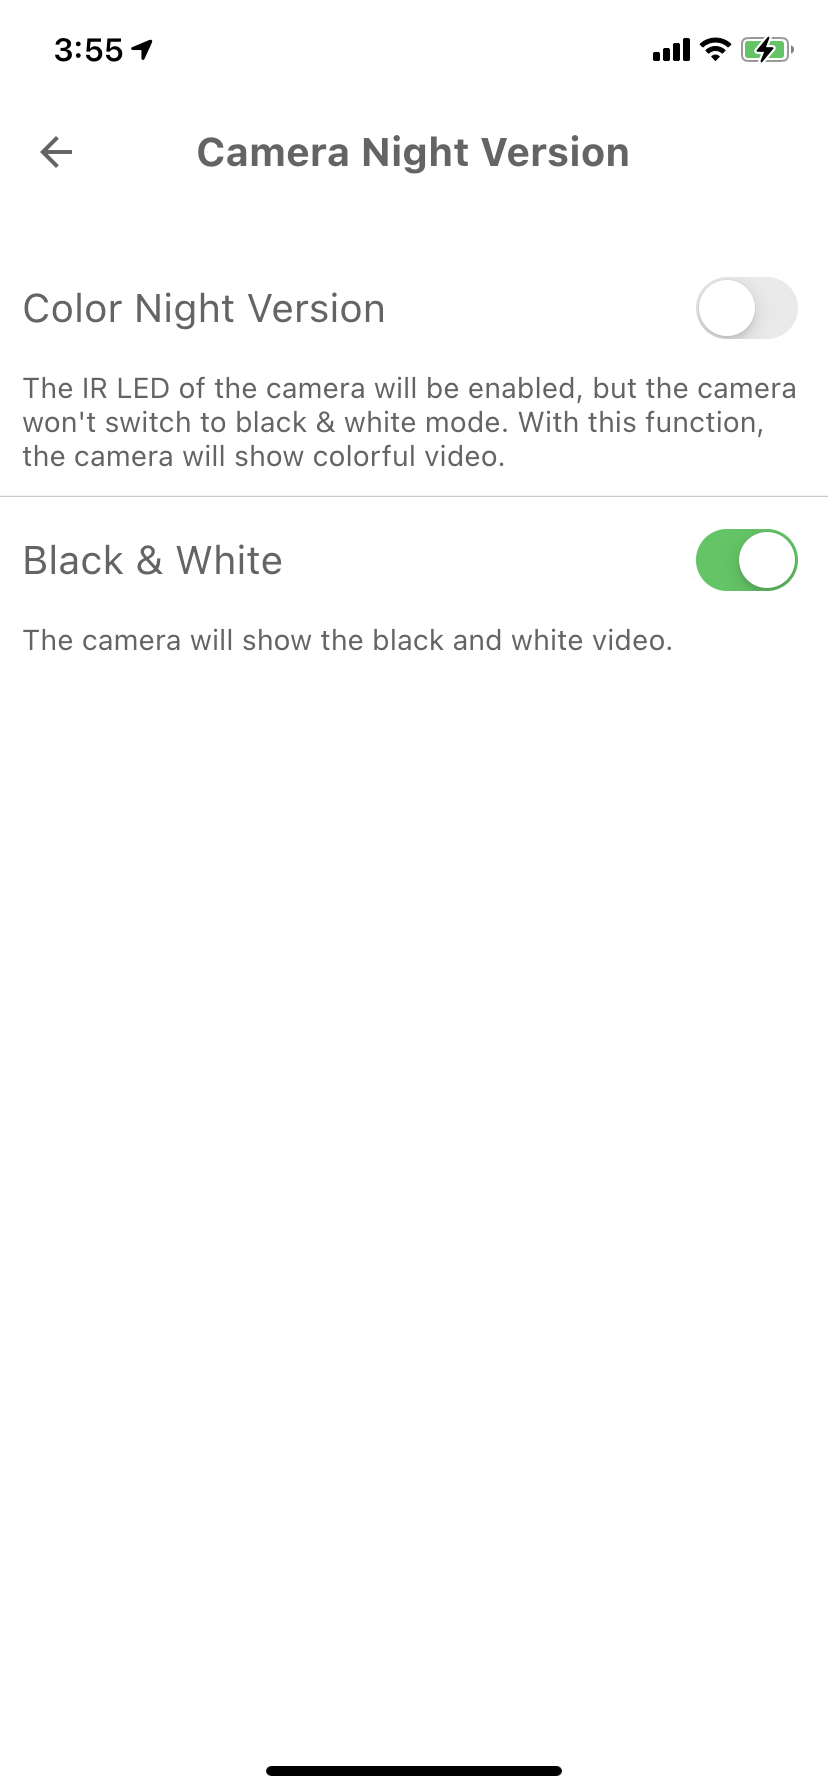 3:55
Camera Night Version
Color Night Version
The IR LED of the camera will be enabled, but the camera
won't switch to black & white mode. With this function,
the camera will show colorful video.
Black & White
The camera will show the black and white video.